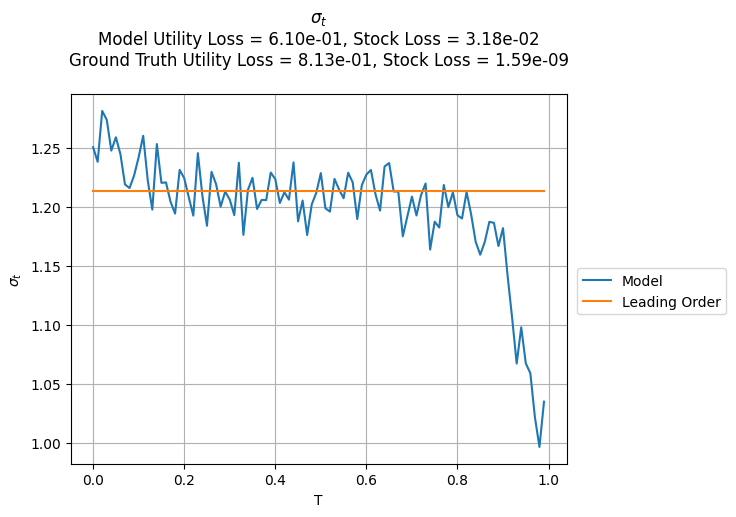 σₜ
Model Utility Loss = 6.10e-01, Stock Loss = 3.18e-02
Ground Truth Utility Loss = 8.13e-01, Stock Loss = 1.59e-09
1.25
1.20
1.15
1.10
1.05
1.00
σₜ
0.0 0.2 0.4 0.6 0.8 1.0
T
Model
Leading Order